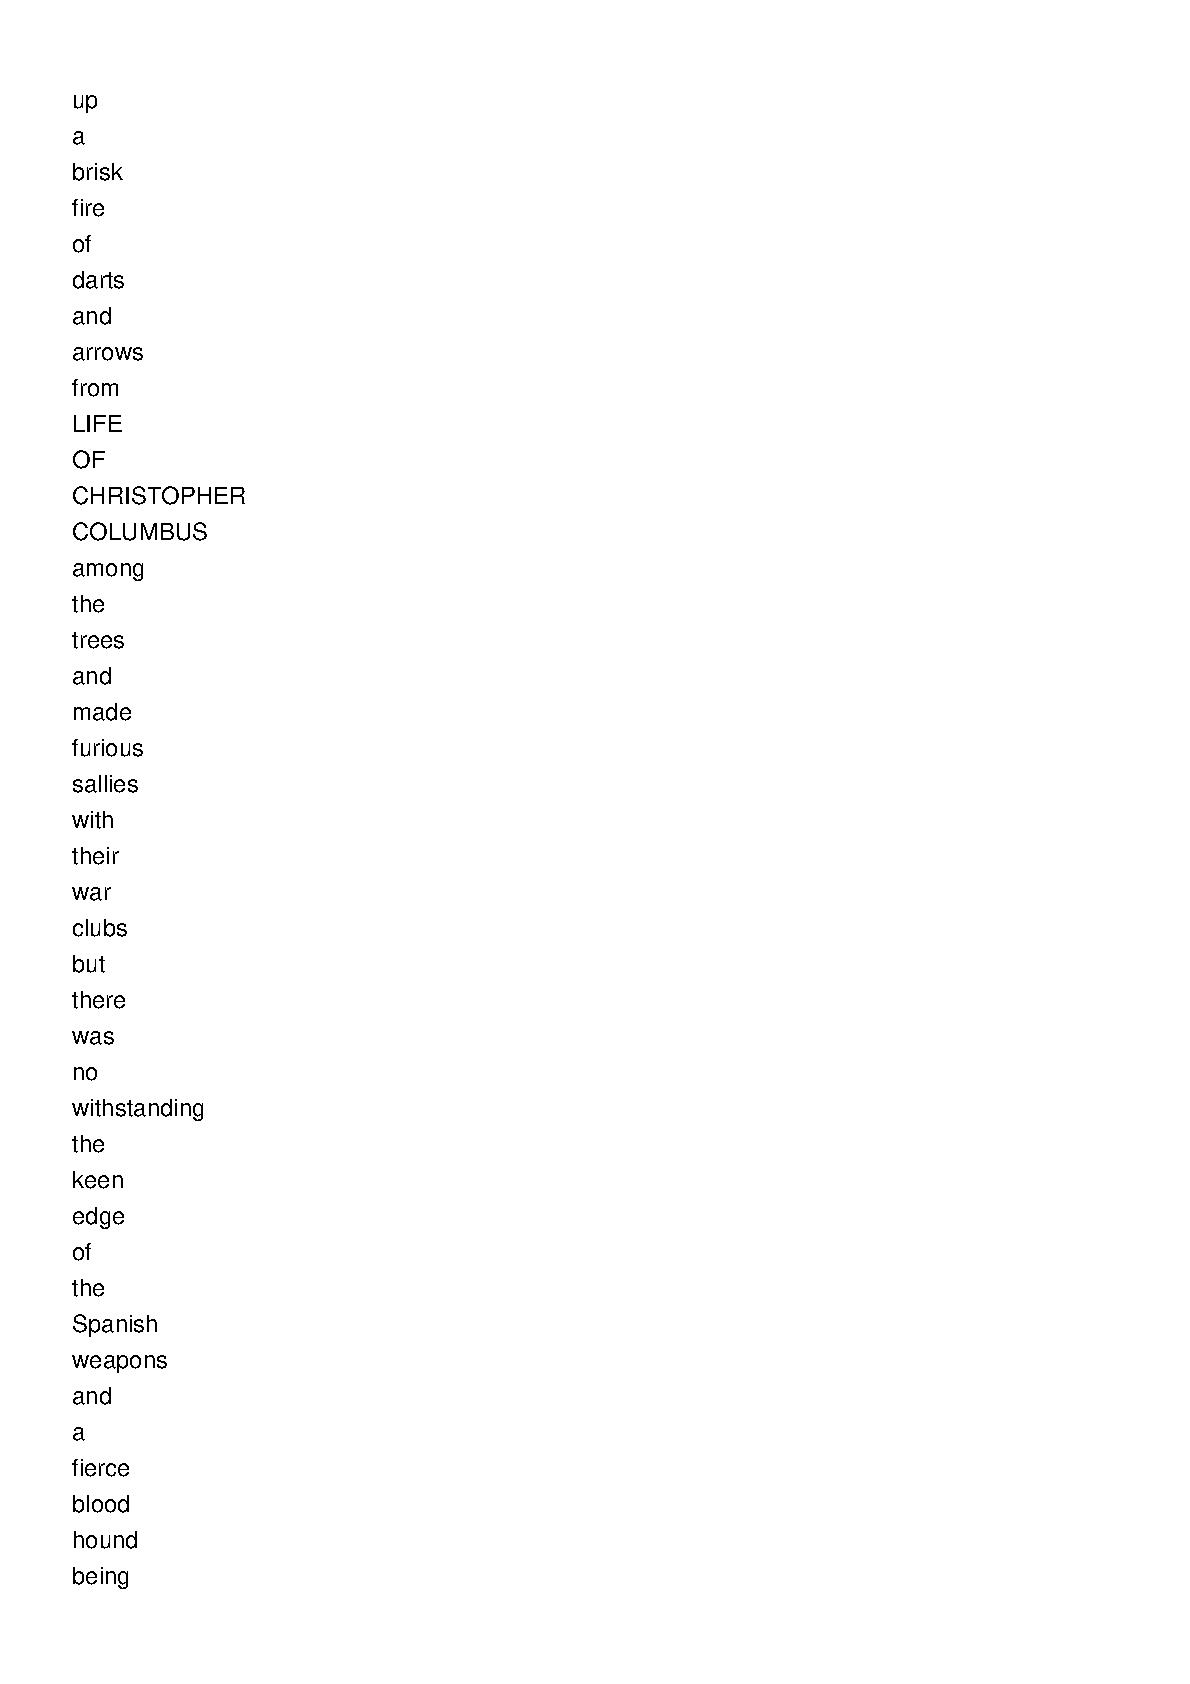 up
a
brisk
fire
of
darts
and
arrows
from
LIFE
OF
CHRISTOPHER
COLUMBUS
among
the
trees
and
made
furious
sallies
with
their
war
clubs
but
there
was
no
withstanding
the
keen
edge
of
the
Spanish
weapons
and
a
fierce
blood
hound
being